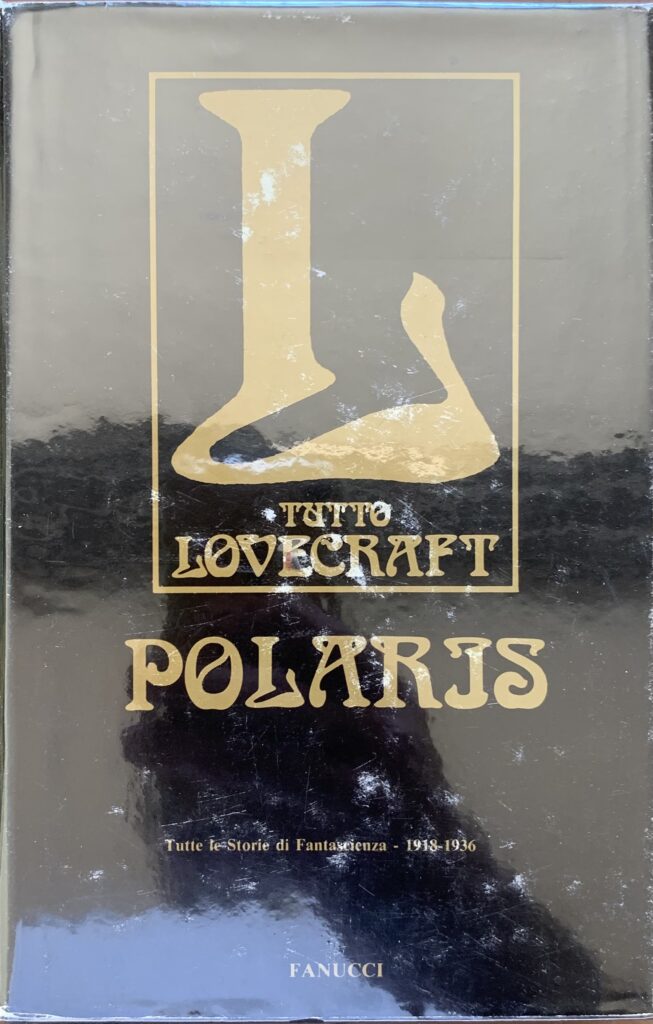 L
TUTTO
LOVECRAFT
POLARIS
Tutte le Storie di Fantascienza - 1918-1936
FANUCCI